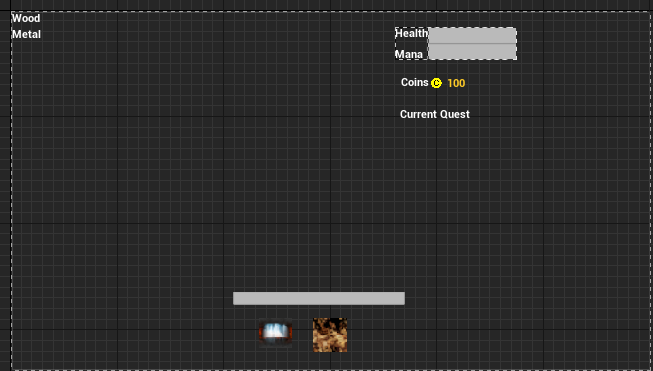 Wood
Metal
Health
Mana
Coins C 100
Current Quest